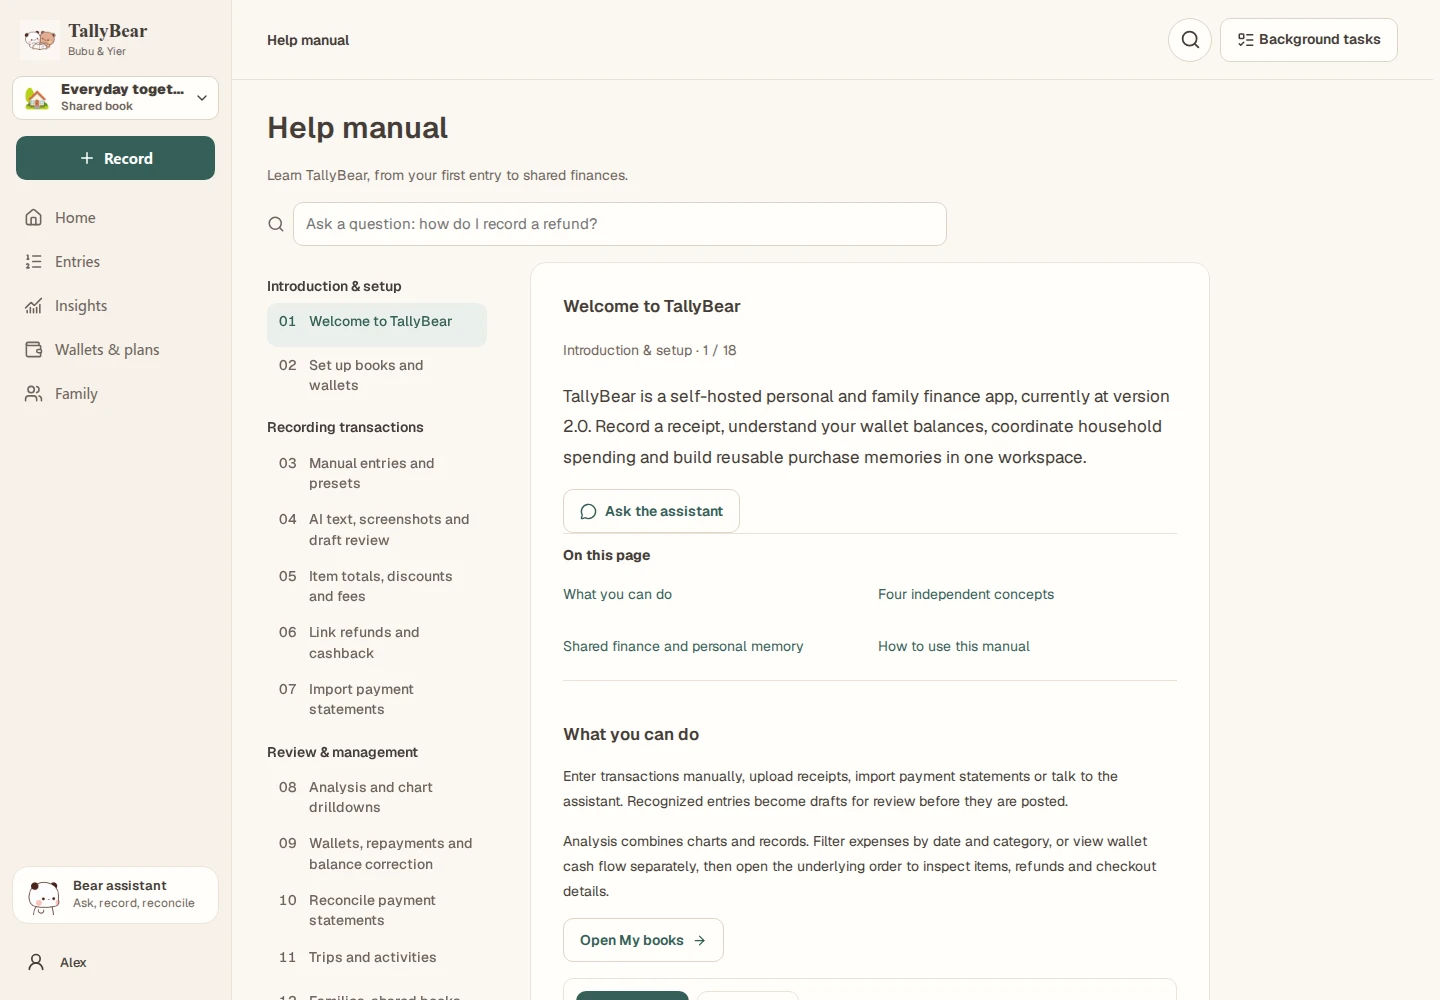 TallyBear
Bubu & Yier
Everyday toget...
Shared book
Record
Home
Entries
Insights
Wallets & plans
Family
Bear assistant
Ask, record, reconcile
Alex
Help manual
Background tasks
Help manual
Learn TallyBear, from your first entry to shared finances.
Ask a question: how do I record a refund?
Introduction & setup
01 Welcome to TallyBear
02 Set up books and
wallets
Recording transactions
03 Manual entries and
presets
04 AI text, screenshots and
draft review
05 Item totals, discounts
and fees
06 Link refunds and
cashback
07 Import payment
statements
Review & management
08 Analysis and chart
drilldowns
09 Wallets, repayments and
balance correction
10 Reconcile payment
statements
11 Trips and activities
12 Families, shared books
Welcome to TallyBear
Introduction & setup · 1 / 18
TallyBear is a self-hosted personal and family finance app, currently at version
2.0. Record a receipt, understand your wallet balances, coordinate household
spending and build reusable purchase memories in one workspace.
Ask the assistant
On this page
What you can do
Four independent concepts
Shared finance and personal memory
How to use this manual
What you can do
Enter transactions manually, upload receipts, import payment statements or talk to the
assistant. Recognized entries become drafts for review before they are posted.
Analysis combines charts and records. Filter expenses by date and category, or view wallet
cash flow separately, then open the underlying order to inspect items, refunds and checkout
details.
Open My books